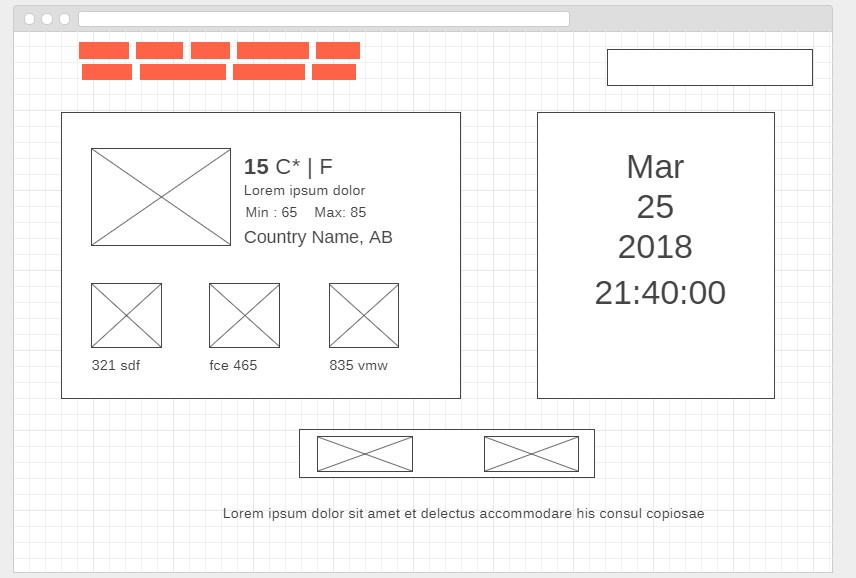 15 C* | F
Lorem ipsum dolor
Min : 65 Max: 85
Country Name, AB
321 sdf
fce 465
835 vmw
Mar
25
2018
21:40:00
Lorem ipsum dolor sit amet et delectus accommodare his consul copiosae